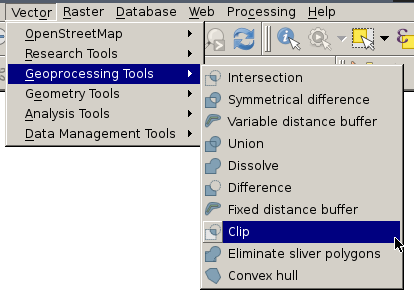 Vector Raster Database Web Processing Help
OpenStreetMap
Research Tools
Geoprocessing Tools
Geometry Tools
Analysis Tools
Data Management Tools
Intersection
Symmetrical difference
Variable distance buffer
Union
Dissolve
Difference
Fixed distance buffer
Clip
Eliminate sliver polygons
Convex hull